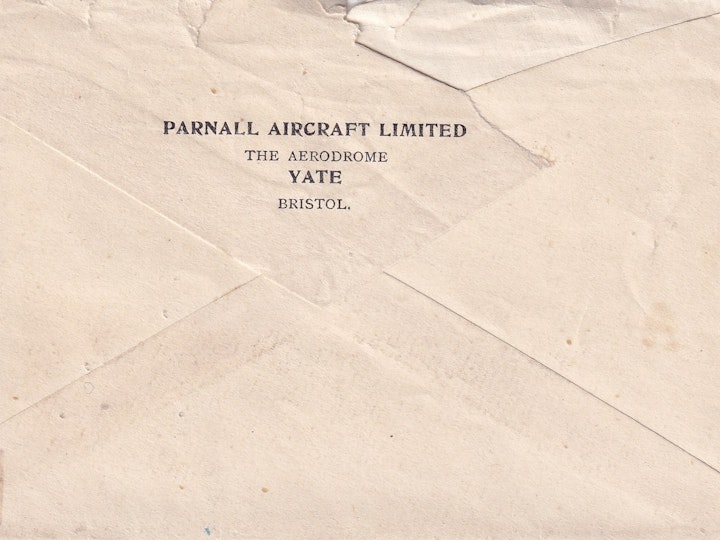 PARNALL AIRCRAFT LIMITED
THE AERODROME
YATE
BRISTOL.